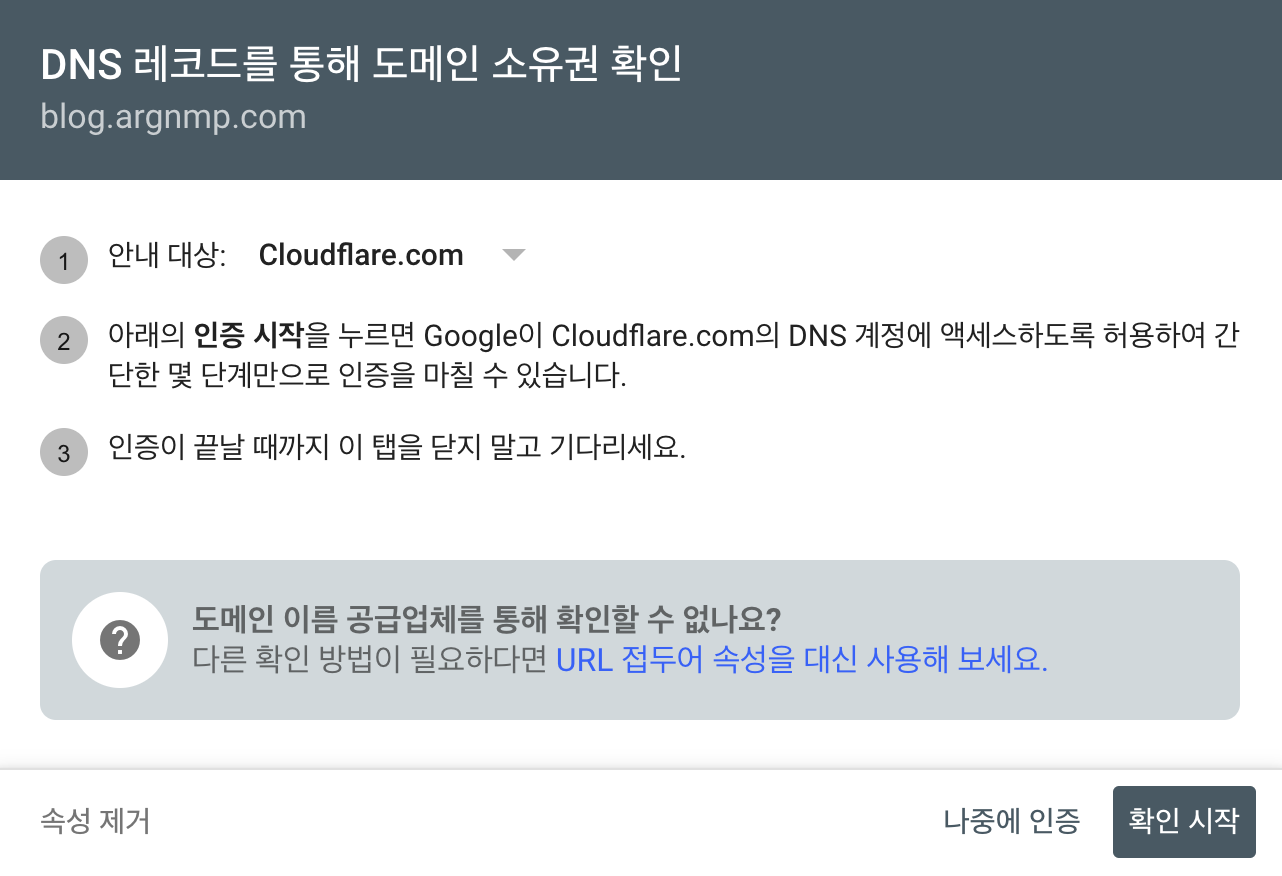 DNS 레코드를 통해 도메인 소유권 확인
blog.argnmp.com
1 안내 대상: Cloudflare.com
2 아래의 인증 시작을 누르면 Google이 Cloudflare.com의 DNS 계정에 액세스하도록 허용하여 간
단한 몇 단계만으로 인증을 마칠 수 있습니다.
3 인증이 끝날 때까지 이 탭을 닫지 말고 기다리세요.
?
도메인 이름 공급업체를 통해 확인할 수 없나요?
다른 확인 방법이 필요하다면 URL 접두어 속성을 대신 사용해 보세요.
속성 제거 나중에 인증 확인 시작